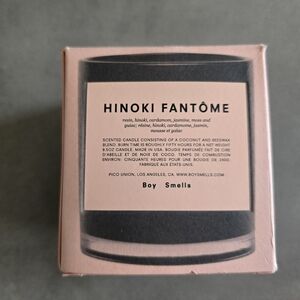 HINOKI FANTÔME
resin, hinoki, cardamom, jasmine, moss and
guiac; résine, hinoki, cardamome, jasmin,
mousse et gaïac
SCENTED CANDLE CONSISTING OF A COCONUT AND BEESWAX
BLEND. BURN TIME IS ROUGHLY FIFTY HOURS FOR A NET WEIGHT
8.5OZ CANDLE. MADE IN USA. BOUGIE PARFUMÉE FAIT DE CIRE
D'ABEILLE ET DE NOIX DE COCO. TEMPS DE COMBUSTION
ENVIRON: CINQUANTE HEURES POUR UNE BOUGIE DE 240G.
FABRIQUÉ AUX ÉTATS UNIS.
PICO UNION, LOS ANGELES, CA. WWW.BOYSMELLS.COM
Boy Smells